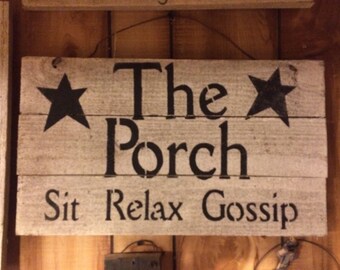 The
Porch
Sit Relax Gossip